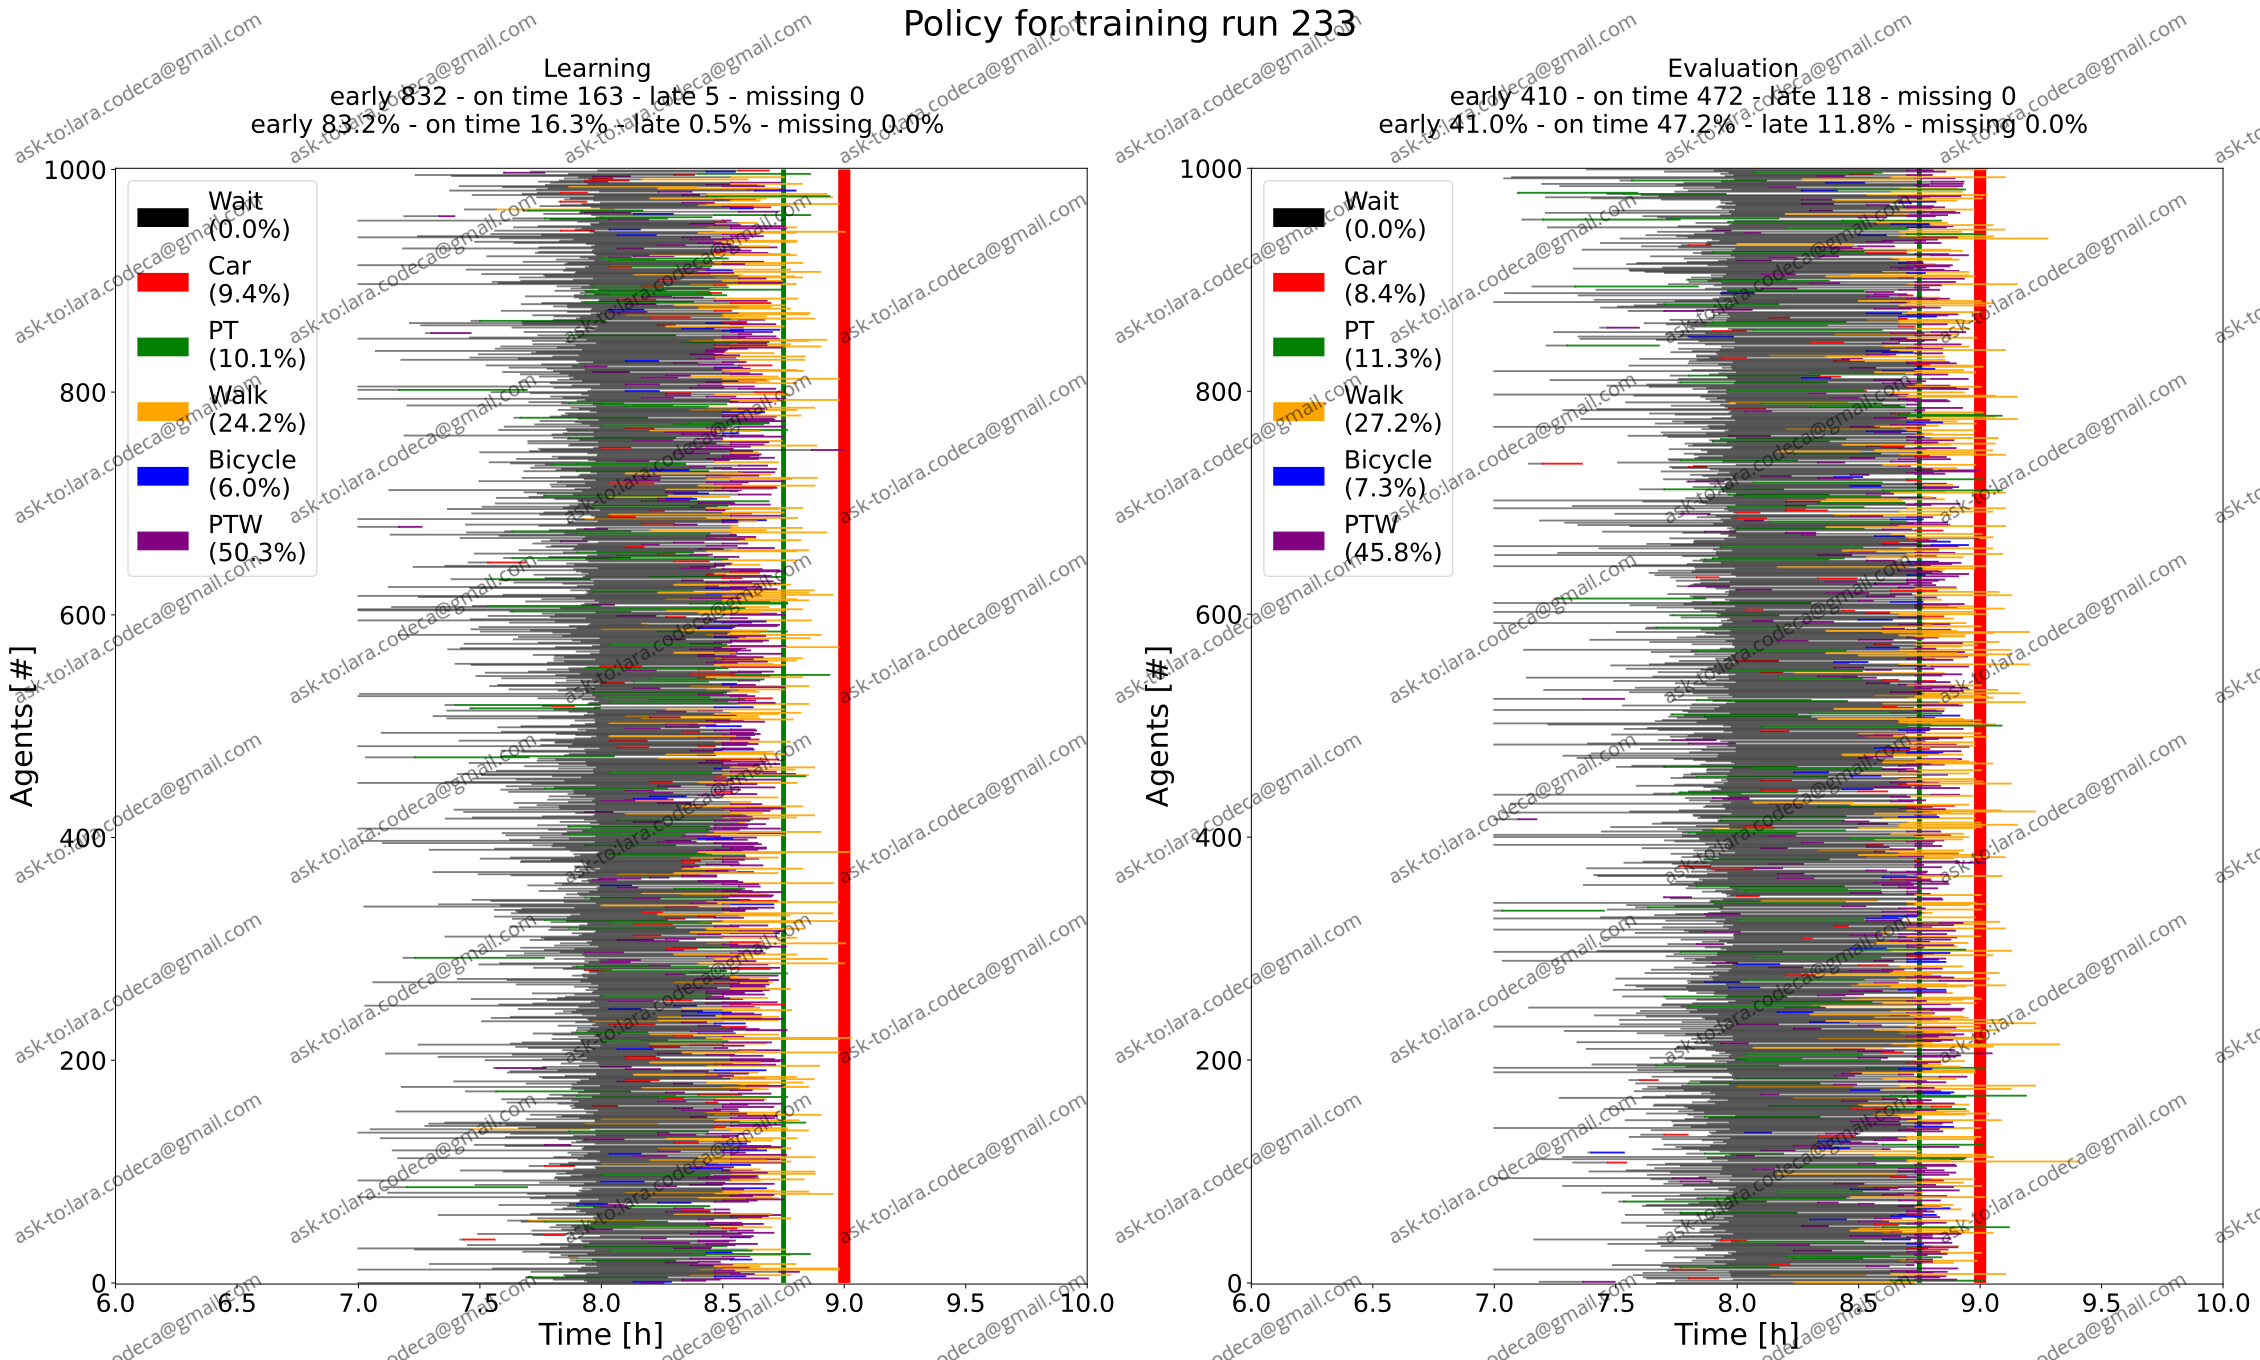 Policy for training run 233
Learning
early 832 - on time 163 - late 5 - missing 0
early 83.2% - on time 16.3% - late 0.5% - missing 0.0%
1000
800
600
400
200
0
Agents [#]
Wait
(0.0%)
Car
(9.4%)
PT
(10.1%)
Walk
(24.2%)
Bicycle
(6.0%)
PTW
(50.3%)
6.0 6.5 7.0 7.5 8.0 8.5 9.0 9.5 10.0
Time [h]
Evaluation
early 410 - on time 472 - late 118 - missing 0
early 41.0% - on time 47.2% - late 11.8% - missing 0.0%
1000
800
600
400
200
0
Agents [#]
Wait
(0.0%)
Car
(8.4%)
PT
(11.3%)
Walk
(27.2%)
Bicycle
(7.3%)
PTW
(45.8%)
6.0 6.5 7.0 7.5 8.0 8.5 9.0 9.5 10.0
Time [h]
ask-to:lara.codeca@gmail.com